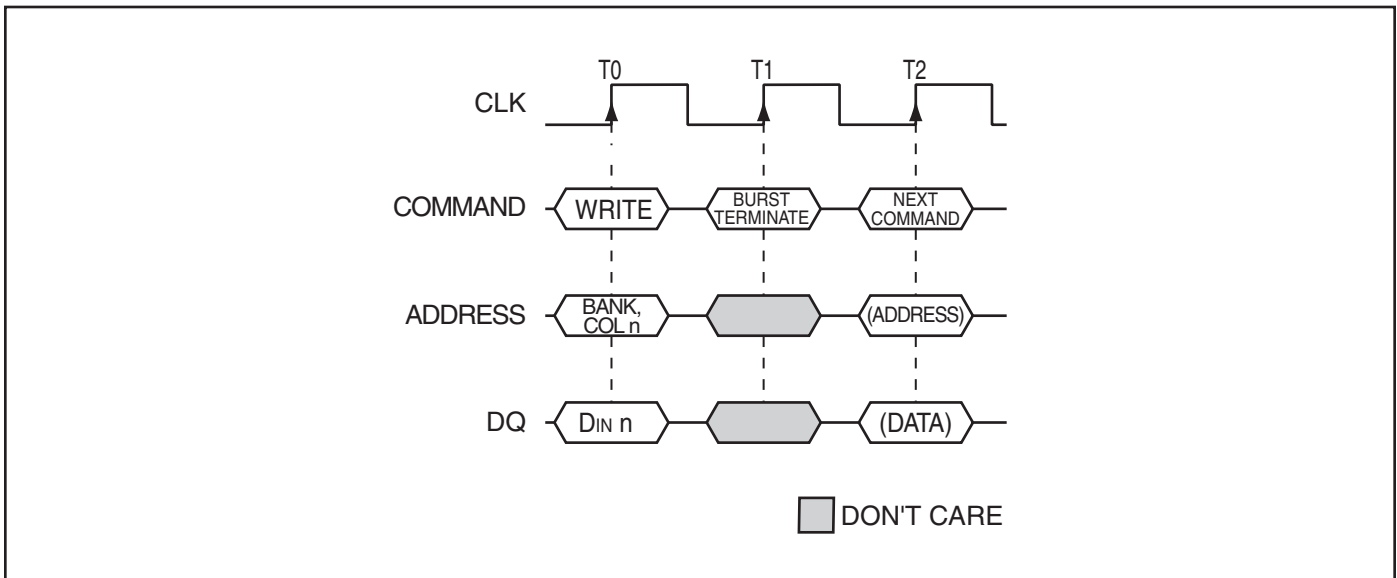 T0 T1 T2
CLK
COMMAND WRITE BURST TERMINATE NEXT COMMAND
ADDRESS BANK, COL n (ADDRESS)
DQ DIN n (DATA)
DON'T CARE